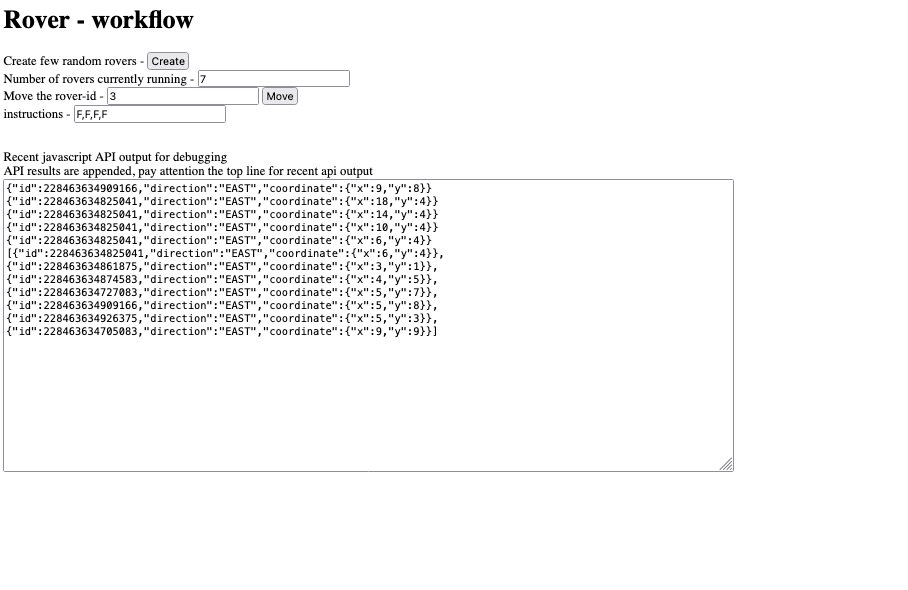 Rover - workflow
Create few random rovers - Create
Number of rovers currently running - 7
Move the rover-id - 3 Move
instructions - F,F,F,F
Recent javascript API output for debugging
API results are appended, pay attention the top line for recent api output
{"id":228463634909166,"direction":"EAST","coordinate":{"x":9,"y":8}}
{"id":228463634825041,"direction":"EAST","coordinate":{"x":18,"y":4}}
{"id":228463634825041,"direction":"EAST","coordinate":{"x":14,"y":4}}
{"id":228463634825041,"direction":"EAST","coordinate":{"x":10,"y":4}}
{"id":228463634825041,"direction":"EAST","coordinate":{"x":6,"y":4}}
[{"id":228463634825041,"direction":"EAST","coordinate":{"x":6,"y":4}},
{"id":228463634861875,"direction":"EAST","coordinate":{"x":3,"y":1}},
{"id":228463634874583,"direction":"EAST","coordinate":{"x":4,"y":5}},
{"id":228463634727083,"direction":"EAST","coordinate":{"x":5,"y":7}},
{"id":228463634909166,"direction":"EAST","coordinate":{"x":5,"y":8}},
{"id":228463634926375,"direction":"EAST","coordinate":{"x":5,"y":3}},
{"id":228463634705083,"direction":"EAST","coordinate":{"x":9,"y":9}}]